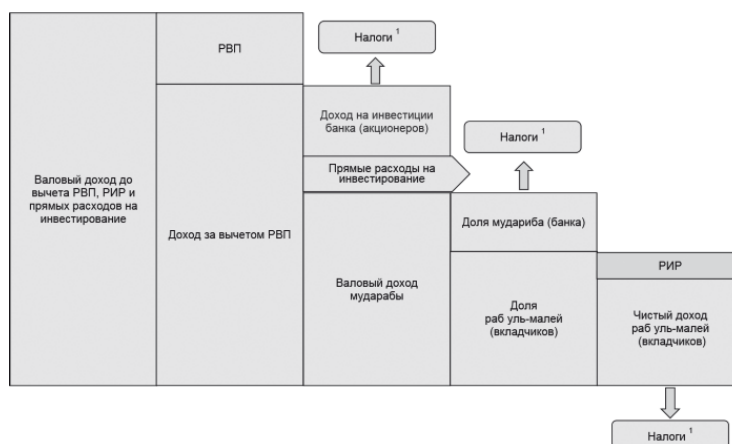 Валовый доход до
вычета РВП, РИР и
прямых расходов на
инвестирование
РВП
Доход за вычетом РВП
Налоги 1
Доход на инвестиции
банка (акционеров)
Прямые расходы на
инвестирование
Валовый доход
мударабы
Налоги 1
Доля мудариба (банка)
Доля
раб уль-малей
(вкладчиков)
РИР
Чистый доход
раб уль-малей
(вкладчиков)
Налоги 1